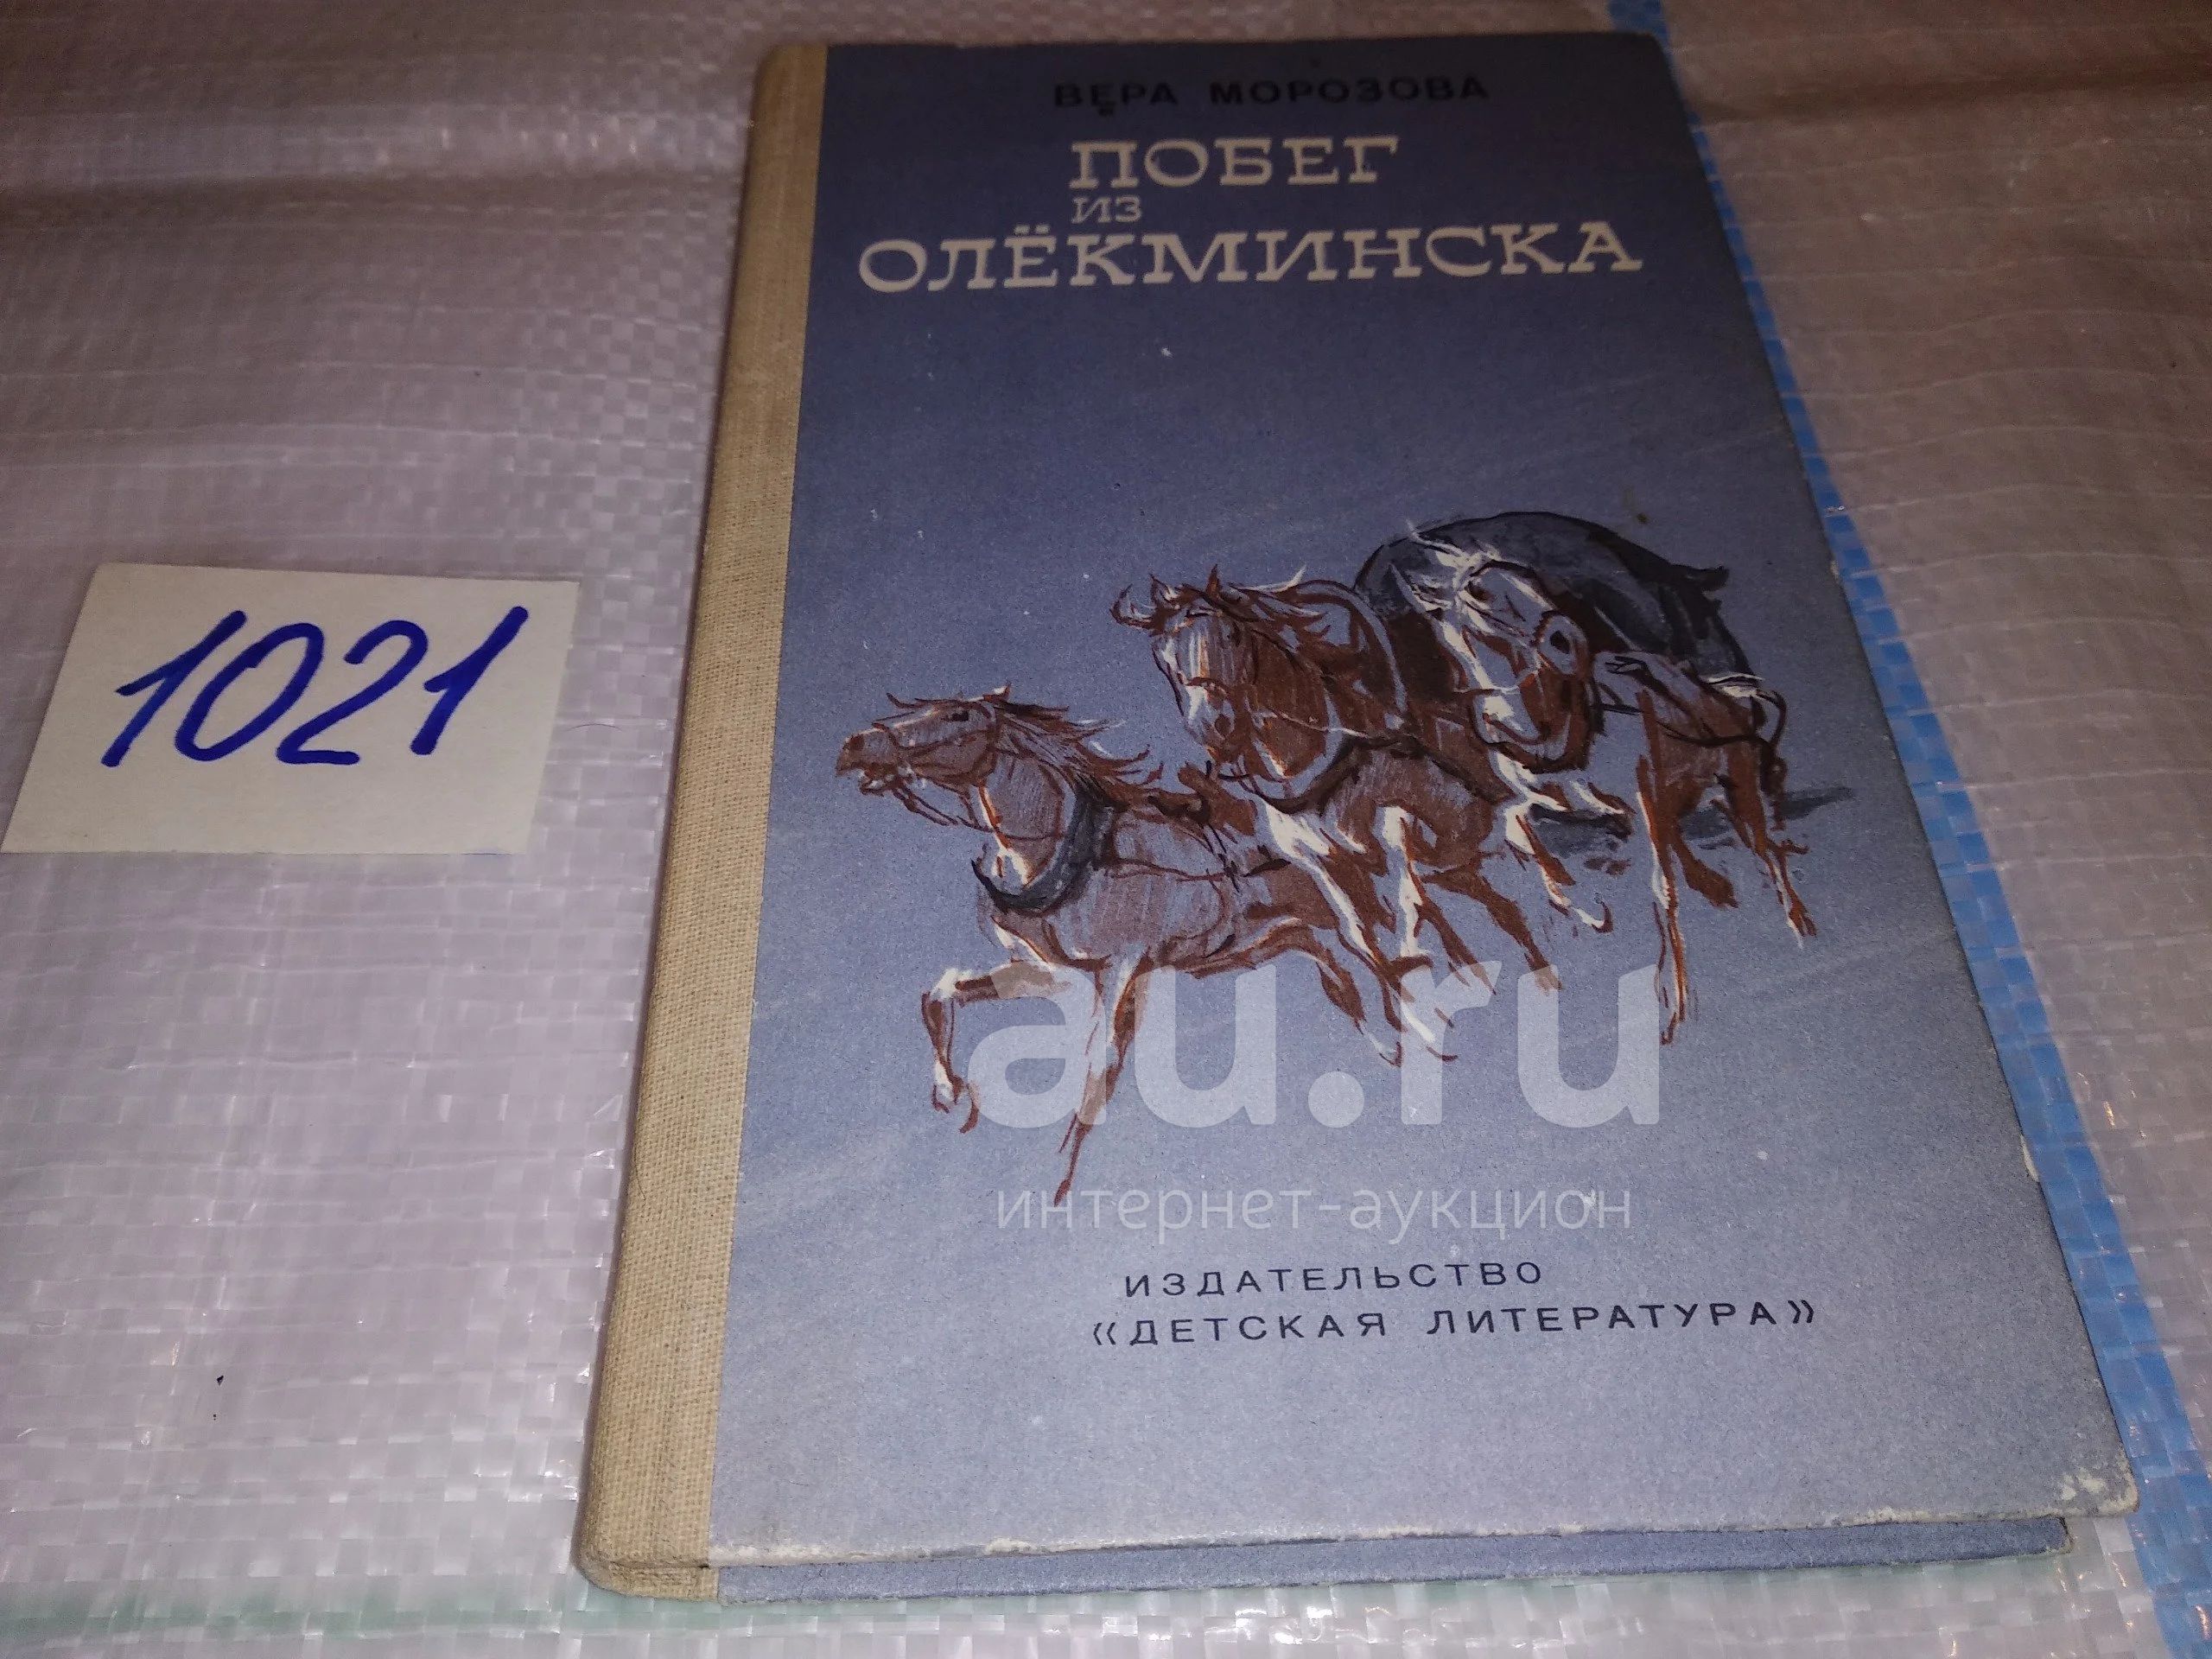 ВЕРА МОРОЗОВА
ПОБЕГ
ИЗ
ОЛЁКМИНСКА
1021
au.ru
интернет-аукцион
ИЗДАТЕЛЬСТВО
«ДЕТСКАЯ ЛИТЕРАТУРА»